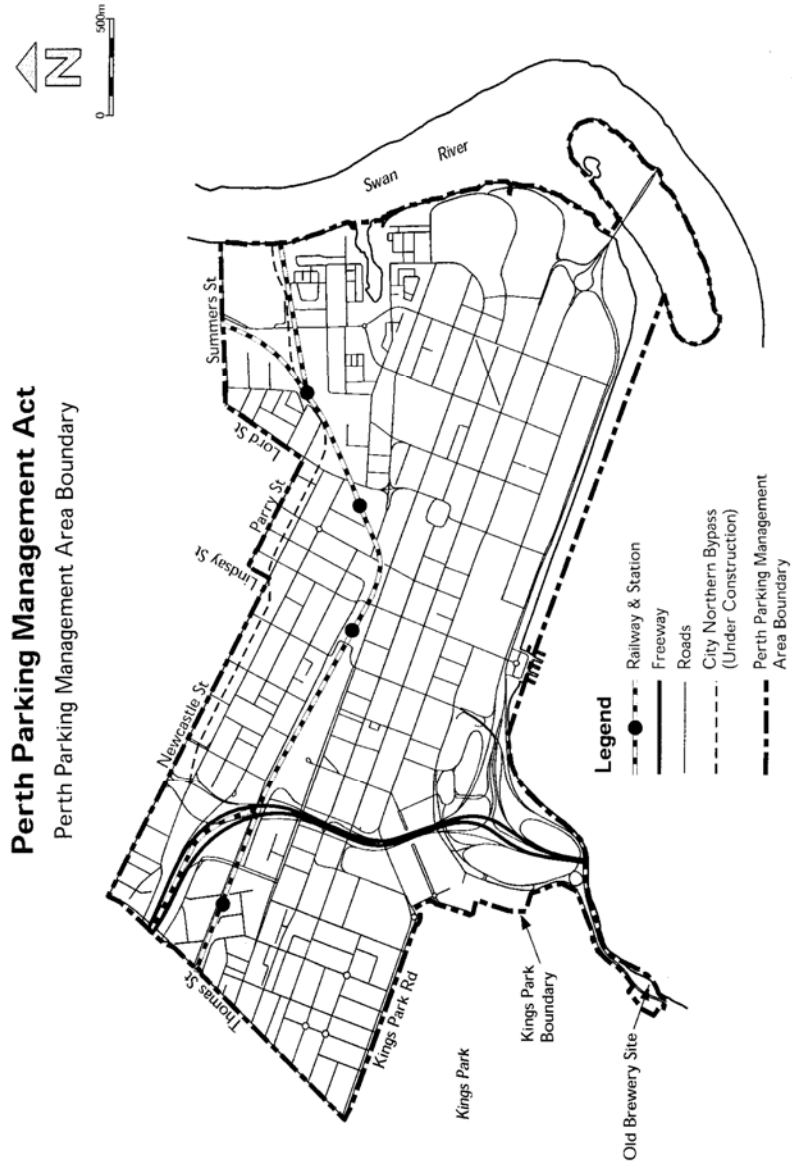 Perth Parking Management Act
Perth Parking Management Area Boundary
N
0 500m
Summers St
Lord St
Parry St
Lindsay St
Newcastle St
Thomas St
Kings Park Rd
Kings Park
Kings Park
Boundary
Old Brewery Site
Swan River
Legend
Railway & Station
Freeway
Roads
City Northern Bypass
(Under Construction)
Perth Parking Management
Area Boundary